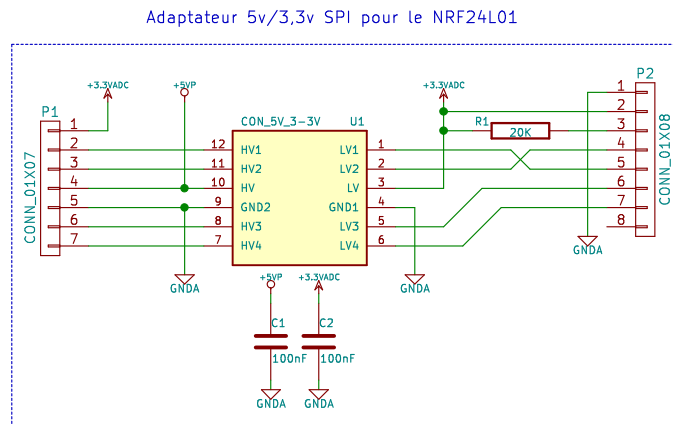 Adaptateur 5v/3,3v SPI pour le NRF24L01
+3.3VADC
+5VP
+3.3VADC
P2
P1
CON_5V_3-3V
U1
R1
20K
CONN_01X07
1
2
3
4
5
6
7
12
11
10
9
8
7
HV1
HV2
HV
GND2
HV3
HV4
LV1
LV2
LV
GND1
LV3
LV4
1
2
3
4
5
6
1
2
3
4
5
6
7
8
CONN_01X08
GNDA
GNDA
GNDA
+5VP
+3.3VADC
C1
C2
100nF
100nF
GNDA
GNDA